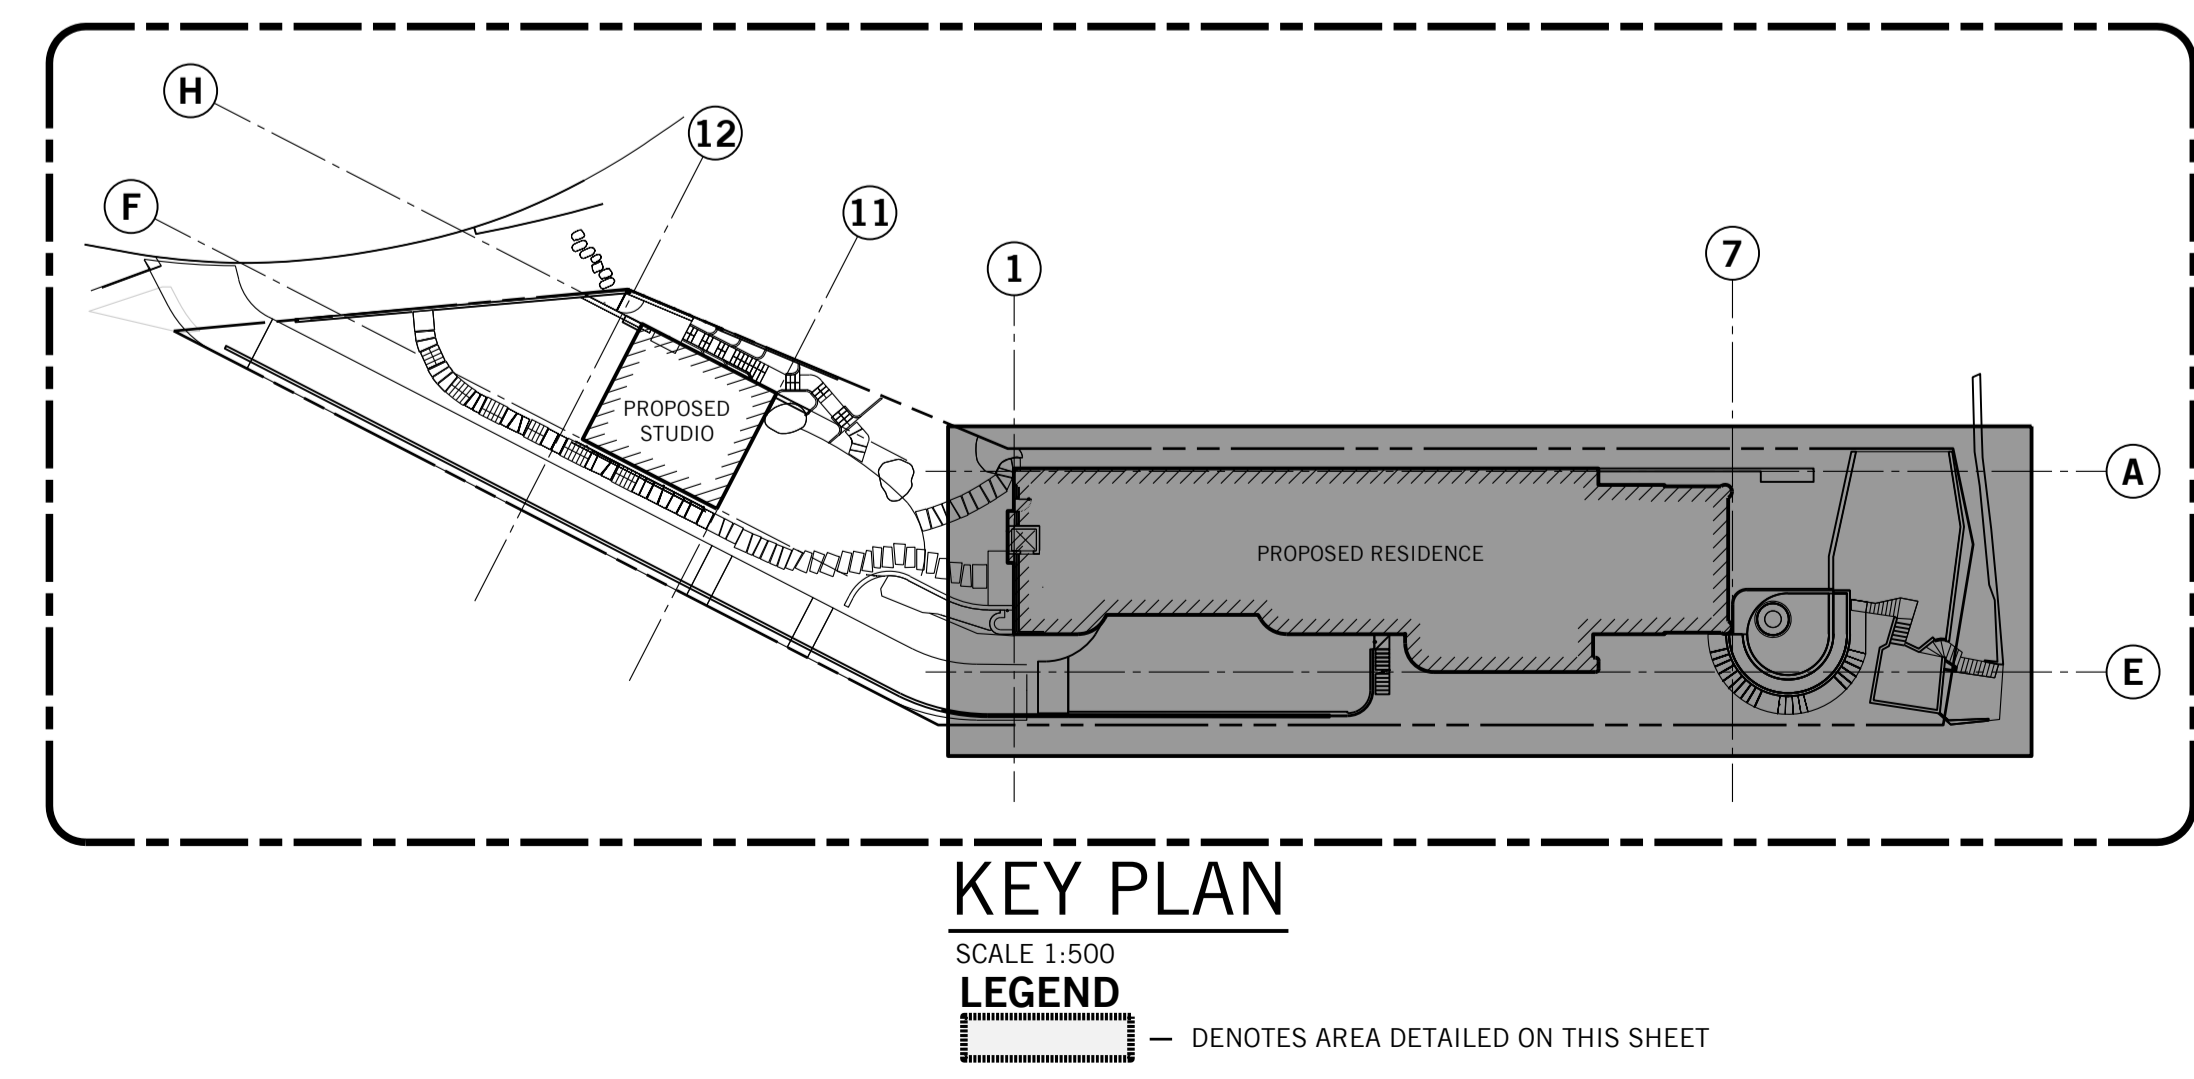 H
12
F
11
1
7
PROPOSED
STUDIO
A
PROPOSED RESIDENCE
E
KEY PLAN
SCALE 1:500
LEGEND
— DENOTES AREA DETAILED ON THIS SHEET